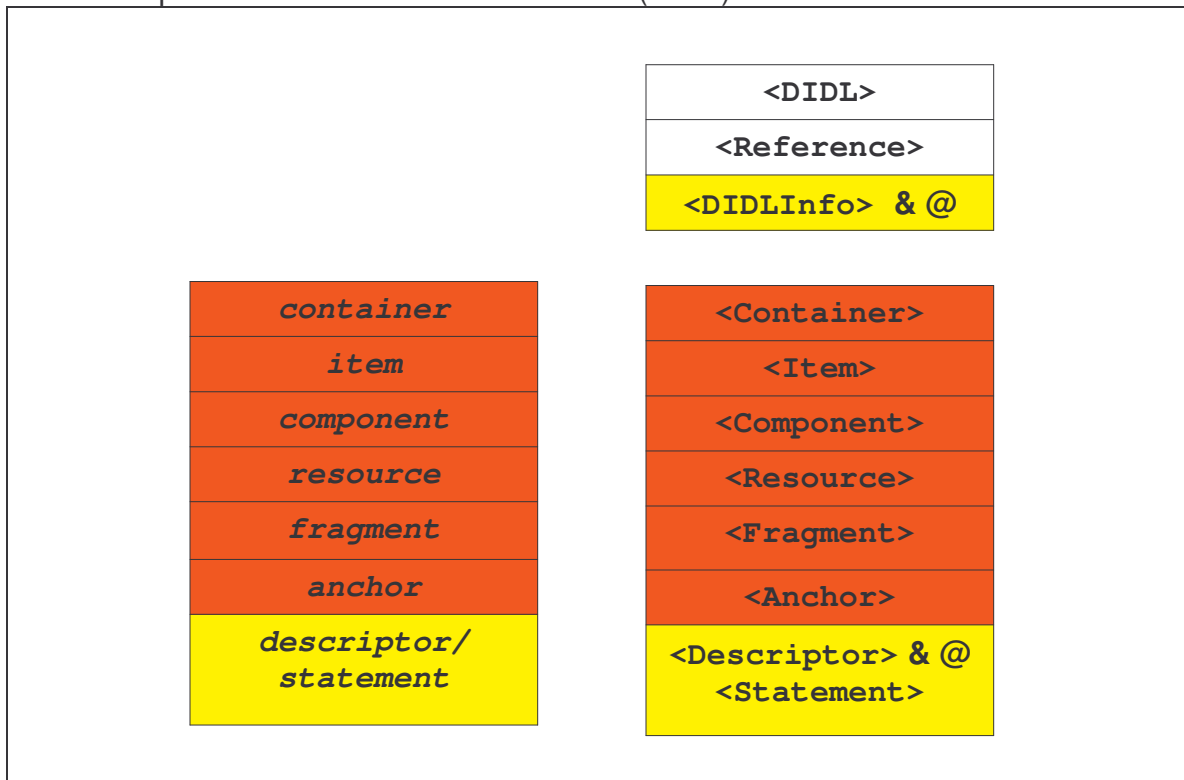 <DIDL>
<Reference>
<DIDLInfo> & @
container
item
component
resource
fragment
anchor
descriptor/
statement
<Container>
<Item>
<Component>
<Resource>
<Fragment>
<Anchor>
<Descriptor> & @
<Statement>